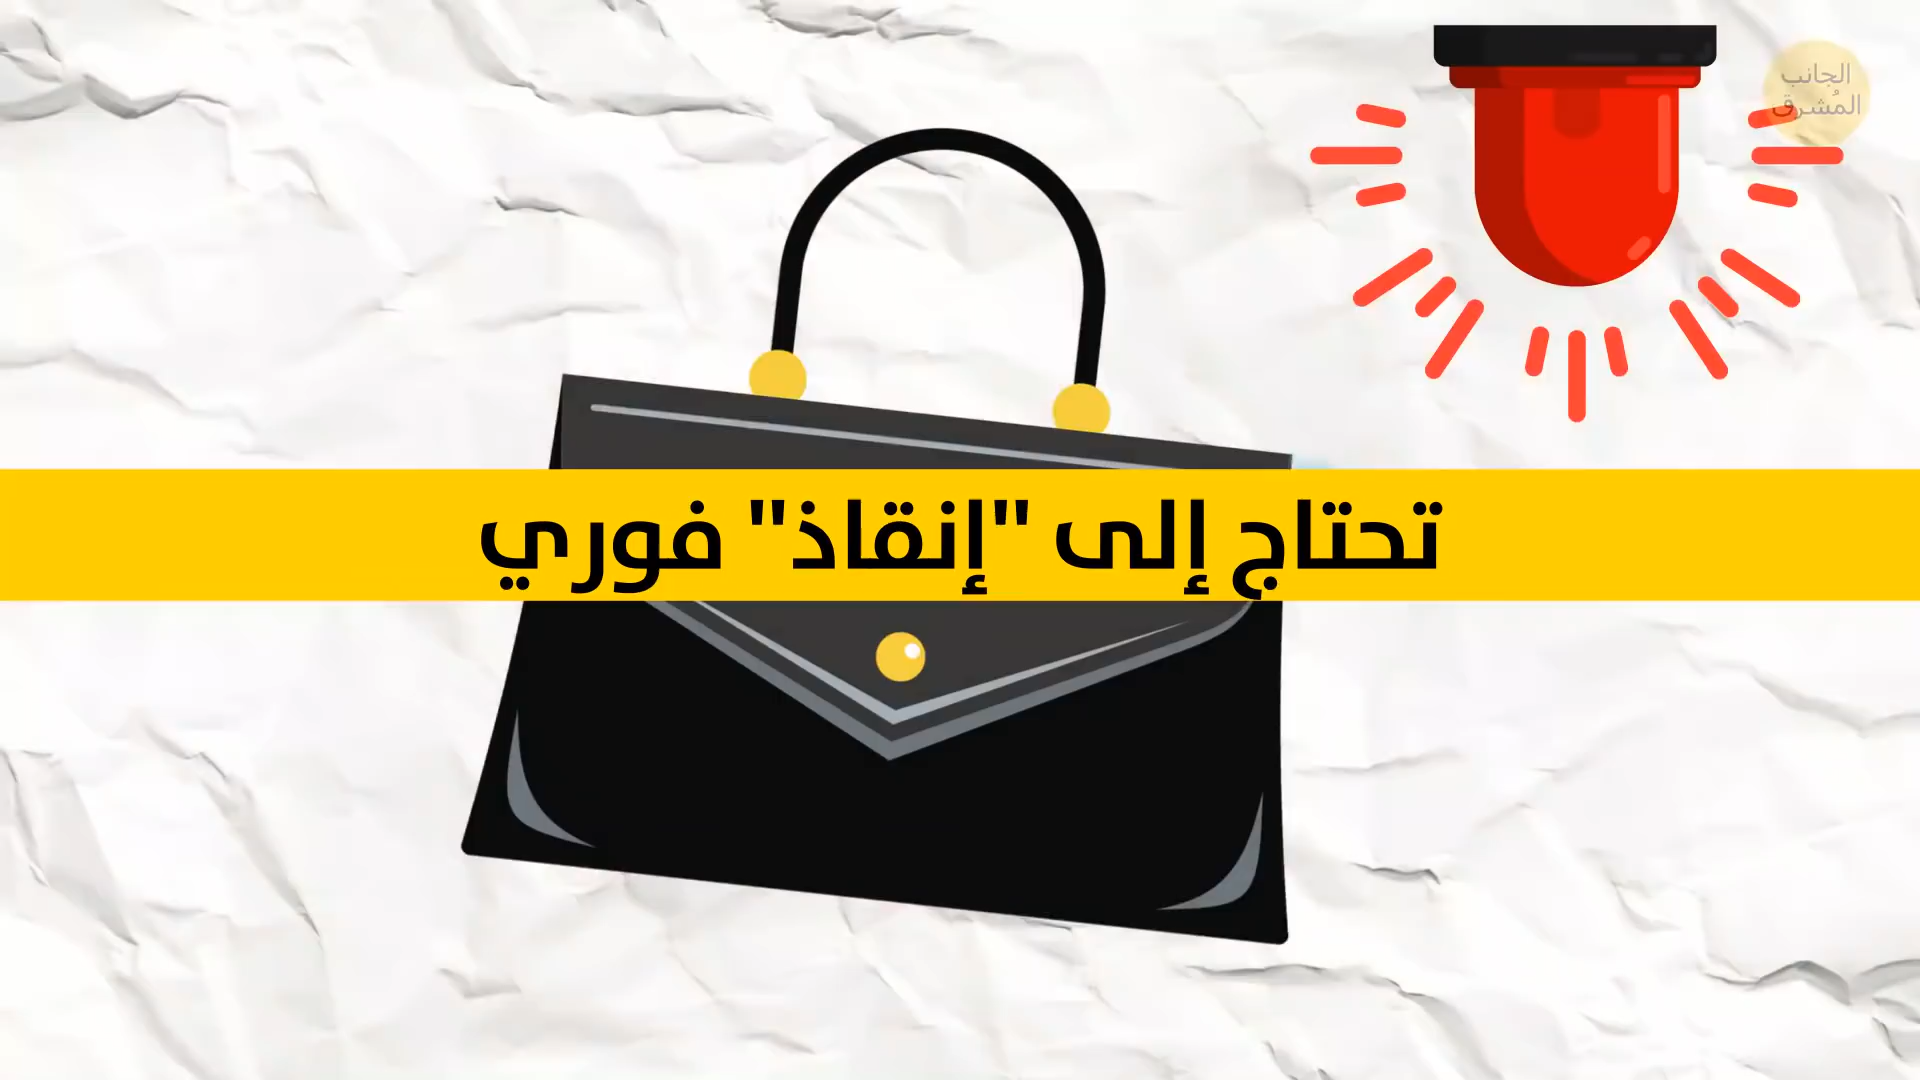 الجانب
المُشرق
تحتاج إلى "إنقاذ" فوري